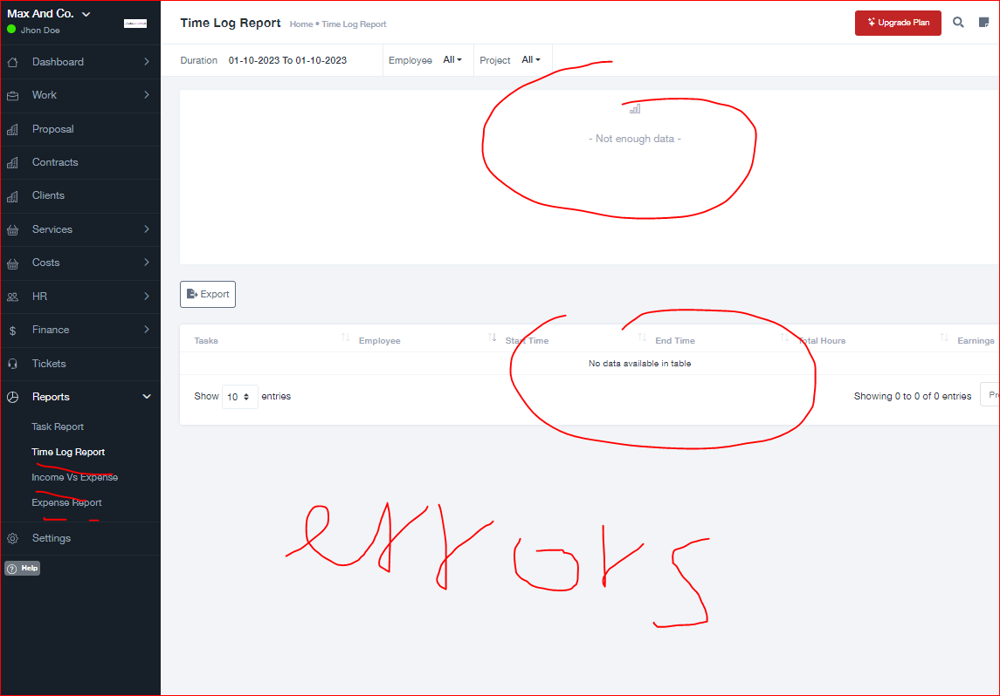 Max And Co.
Jhon Doe
Dashboard
Work
Proposal
Contracts
Clients
Services
Costs
HR
Finance
Tickets
Reports
Task Report
Time Log Report
Income Vs Expense
Expense Report
Settings
Help
Time Log Report Home • Time Log Report
Upgrade Plan
Duration 01-10-2023 To 01-10-2023 Employee All Project All
- Not enough data -
Export
Tasks Employee Start Time End Time Total Hours Earnings
No data available in table
Show 10 entries Showing 0 to 0 of 0 entries Pr
errors